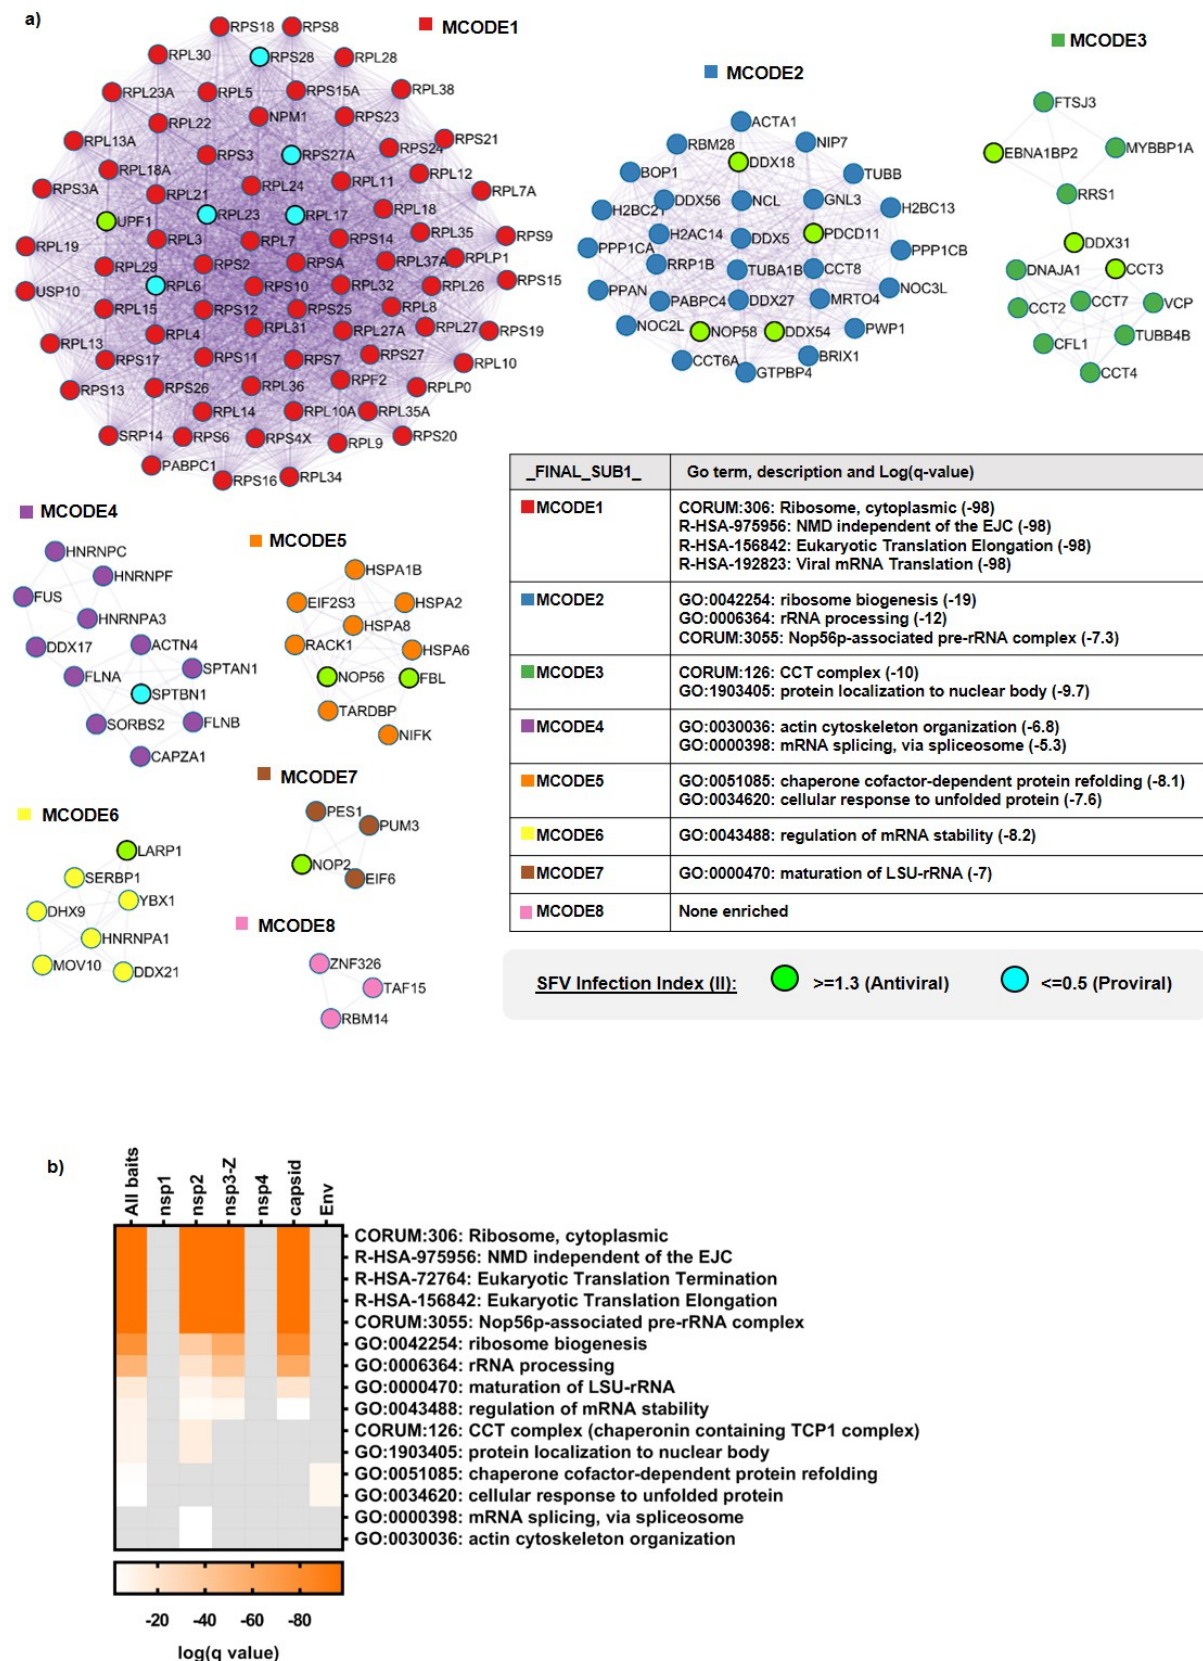 a)
MCODE1
RPS18
RPS8
RPL30
RPS28
RPL28
RPL23A
RPL5
RPS15A
RPL38
RPL22
NPM1
RPS23
RPL13A
RPS3
RPS27A
RPS24
RPS21
RPL18A
RPL12
RPS3A
RPL21
RPL24
RPL11
RPL7A
UPF1
RPL23
RPL17
RPL18
RPL19
RPL3
RPL7
RPS14
RPL35
RPS9
RPL29
RPS2
RPSA
RPL37A
RPLP1
USP10
RPL6
RPS10
RPL32
RPL26
RPS15
RPL15
RPS12
RPS25
RPL8
RPL13
RPL4
RPL31
RPL27A
RPL27
RPS19
RPS17
RPS11
RPS7
RPS27
RPL10
RPS13
RPS26
RPL36
RPF2
RPLP0
RPL14
RPL10A
RPL35A
SRP14
RPS6
RPS4X
RPL9
RPS20
PABPC1
RPS16
RPL34
MCODE2
ACTA1
RBM28
NIP7
DDX18
BOP1
TUBB
DDX56
NCL
GNL3
H2BC21
H2BC13
H2AC14
DDX5
PDCD11
PPP1CA
PPP1CB
RRP1B
TUBA1B
CCT8
PPAN
PABPC4
DDX27
MRTO4
NOC3L
NOC2L
NOP58
DDX54
PWP1
CCT6A
BRIX1
GTPBP4
MCODE3
FTSJ3
EBNA1BP2
MYBBP1A
RRS1
DDX31
DNAJA1
CCT3
CCT2
CCT7
VCP
CFL1
TUBB4B
CCT4
MCODE4
HNRNPC
HNRNPF
FUS
HNRNPA3
DDX17
ACTN4
FLNA
SPTAN1
SPTBN1
SORBS2
FLNB
CAPZA1
MCODE5
HSPA1B
EIF2S3
HSPA2
HSPA8
RACK1
HSPA6
NOP56
FBL
TARDBP
NIFK
MCODE6
LARP1
SERBP1
YBX1
DHX9
HNRNPA1
MOV10
DDX21
MCODE7
PES1
PUM3
NOP2
EIF6
MCODE8
ZNF326
TAF15
RBM14
_FINAL_SUB1_ Go term, description and Log(q-value)
MCODE1
CORUM:306: Ribosome, cytoplasmic (-98)
R-HSA-975956: NMD independent of the EJC (-98)
R-HSA-156842: Eukaryotic Translation Elongation (-98)
R-HSA-192823: Viral mRNA Translation (-98)
MCODE2
GO:0042254: ribosome biogenesis (-19)
GO:0006364: rRNA processing (-12)
CORUM:3055: Nop56p-associated pre-rRNA complex (-7.3)
MCODE3
CORUM:126: CCT complex (-10)
GO:1903405: protein localization to nuclear body (-9.7)
MCODE4
GO:0030036: actin cytoskeleton organization (-6.8)
GO:0000398: mRNA splicing, via spliceosome (-5.3)
MCODE5
GO:0051085: chaperone cofactor-dependent protein refolding (-8.1)
GO:0034620: cellular response to unfolded protein (-7.6)
MCODE6 GO:0043488: regulation of mRNA stability (-8.2)
MCODE7 GO:0000470: maturation of LSU-rRNA (-7)
MCODE8 None enriched
SFV Infection Index (II): >=1.3 (Antiviral) <=0.5 (Proviral)
b)
All baits
nsp1
nsp2
nsp3-Z
nsp4
capsid
Env
CORUM:306: Ribosome, cytoplasmic
R-HSA-975956: NMD independent of the EJC
R-HSA-72764: Eukaryotic Translation Termination
R-HSA-156842: Eukaryotic Translation Elongation
CORUM:3055: Nop56p-associated pre-rRNA complex
GO:0042254: ribosome biogenesis
GO:0006364: rRNA processing
GO:0000470: maturation of LSU-rRNA
GO:0043488: regulation of mRNA stability
CORUM:126: CCT complex (chaperonin containing TCP1 complex)
GO:1903405: protein localization to nuclear body
GO:0051085: chaperone cofactor-dependent protein refolding
GO:0034620: cellular response to unfolded protein
GO:0000398: mRNA splicing, via spliceosome
GO:0030036: actin cytoskeleton organization
-20 -40 -60 -80
log(q value)